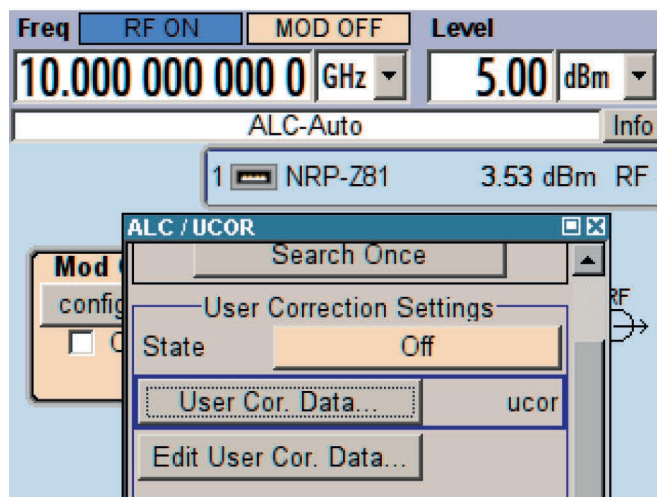 Freq RF ON MOD OFF Level
10.000 000 000 0 GHz 5.00 dBm
ALC-Auto Info
1 NRP-Z81 3.53 dBm RF
ALC / UCOR
Search Once
Mod
config
User Correction Settings
RF
State Off
User Cor. Data... ucor
Edit User Cor. Data...